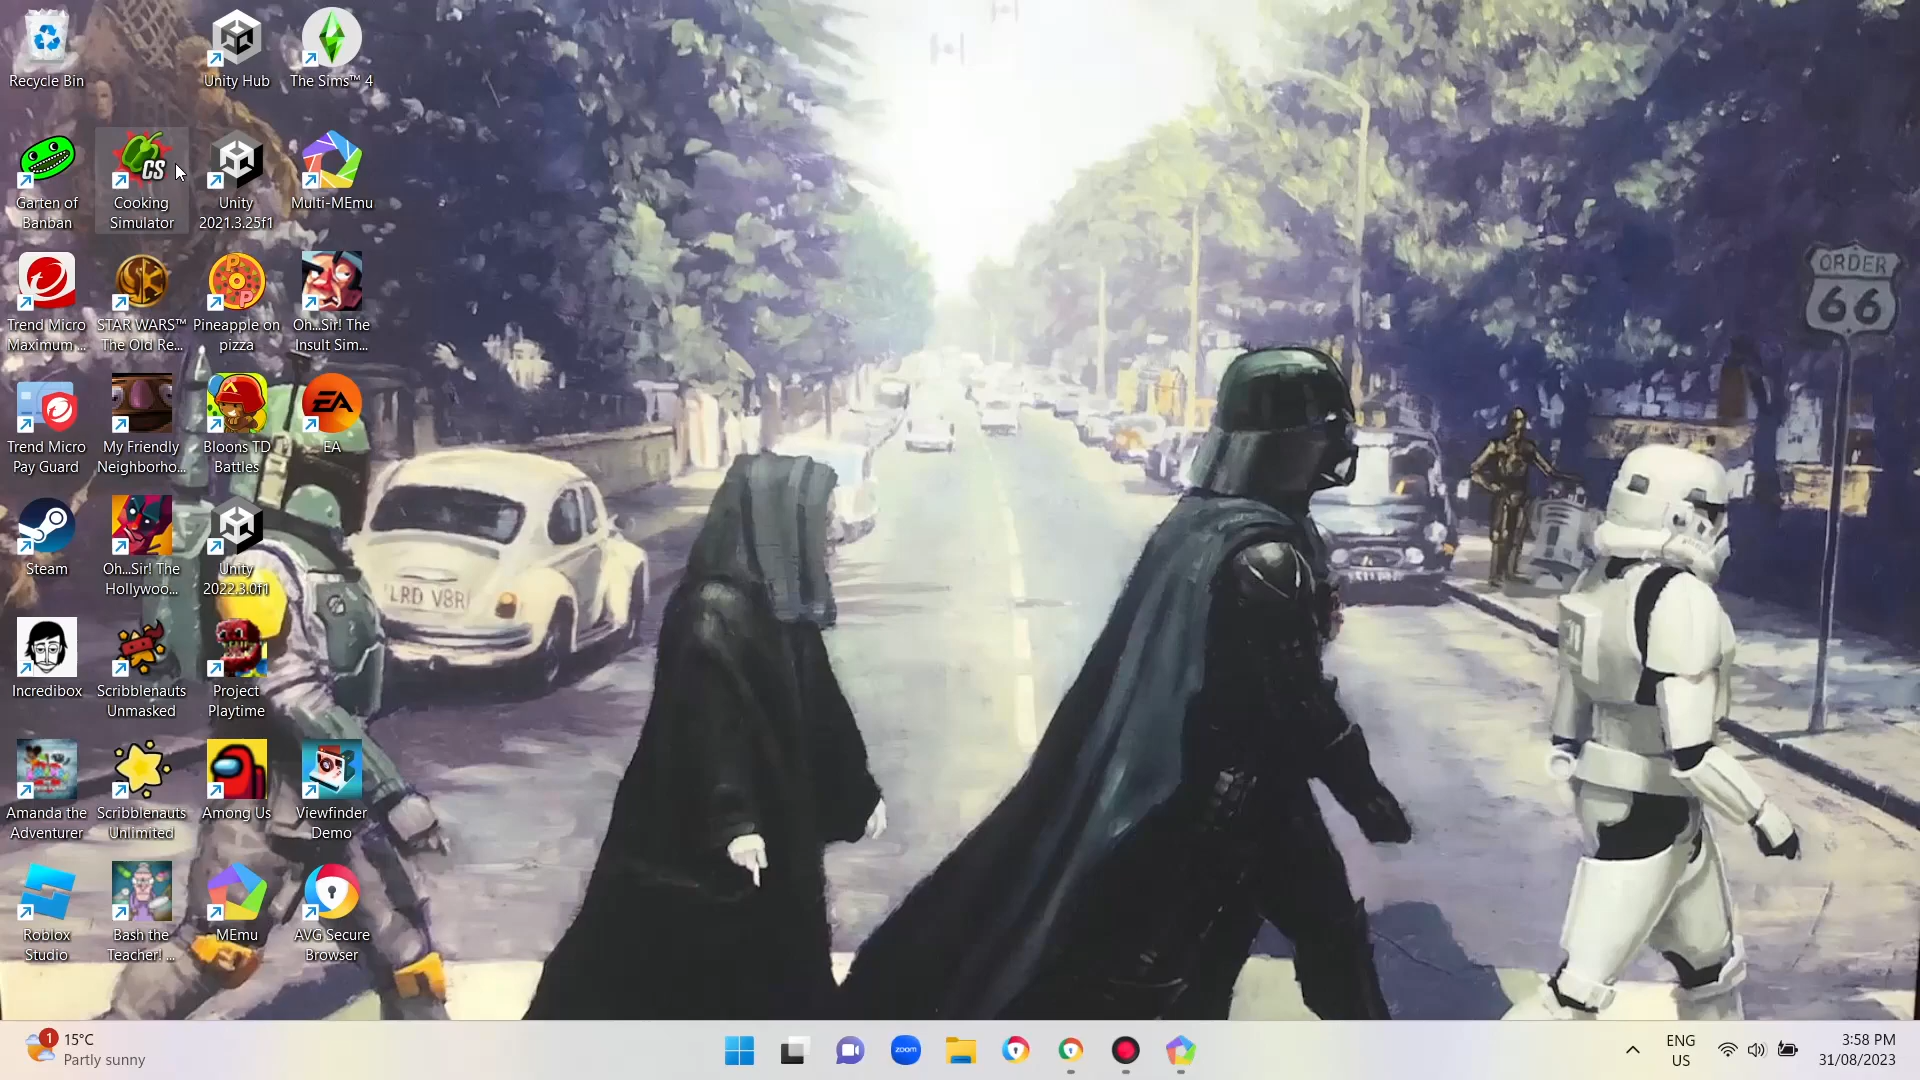 Recycle Bin
Unity Hub
The Sims™ 4
Garten of
Banban
CS
Cooking
Simulator
Unity
2021.3.25f1
Multi-MEmu
Trend Micro
Maximum ...
STAR WARS™
The Old Re...
P
P
Pineapple on
pizza
Oh...Sir! The
Insult Sim...
ORDER
66
Trend Micro
Pay Guard
My Friendly
Neighborho...
Bloons TD
Battles
EA
EA
Steam
Oh...Sir! The
Hollywoo...
Unity
2022.3.0f1
LRD V8R
Incredibox
Scribblenauts
Unmasked
Project
Playtime
Amanda the
Adventurer
Scribblenauts
Unlimited
Among Us
Viewfinder
Demo
Roblox
Studio
Bash the
Teacher! ...
MEmu
AVG Secure
Browser
1
15°C
Partly sunny
zoom
ENG
US
3:58 PM
31/08/2023